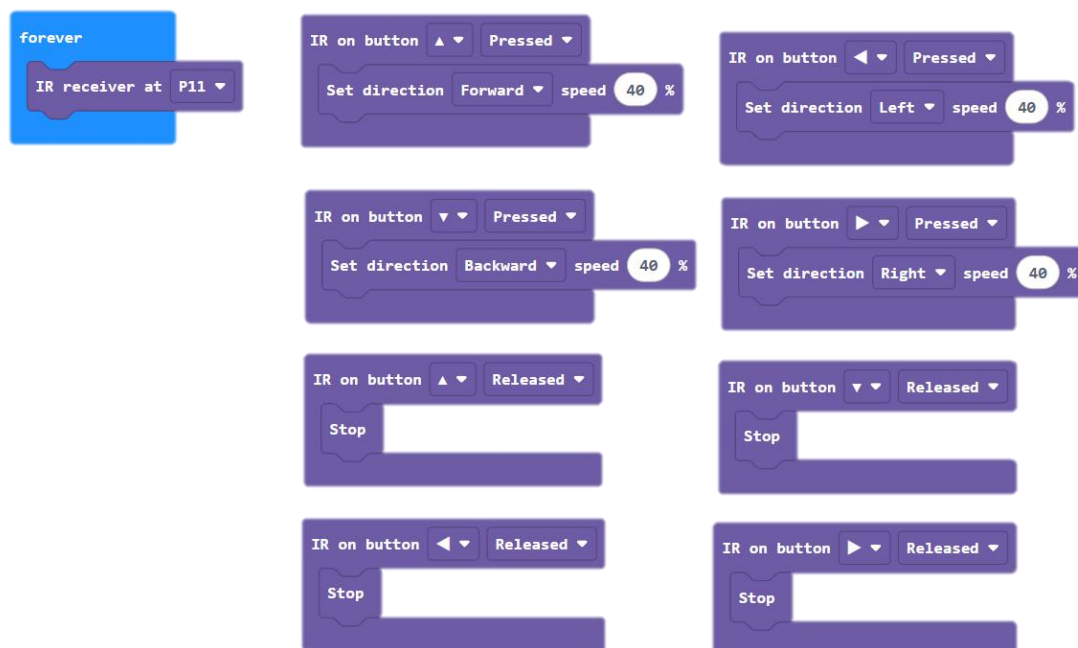 forever
IR receiver at P11
IR on button ▲ Pressed
Set direction Forward speed 40 %
IR on button ◀ Pressed
Set direction Left speed 40 %
IR on button ▼ Pressed
Set direction Backward speed 40 %
IR on button ▶ Pressed
Set direction Right speed 40 %
IR on button ▲ Released
Stop
IR on button ▼ Released
Stop
IR on button ◀ Released
Stop
IR on button ▶ Released
Stop